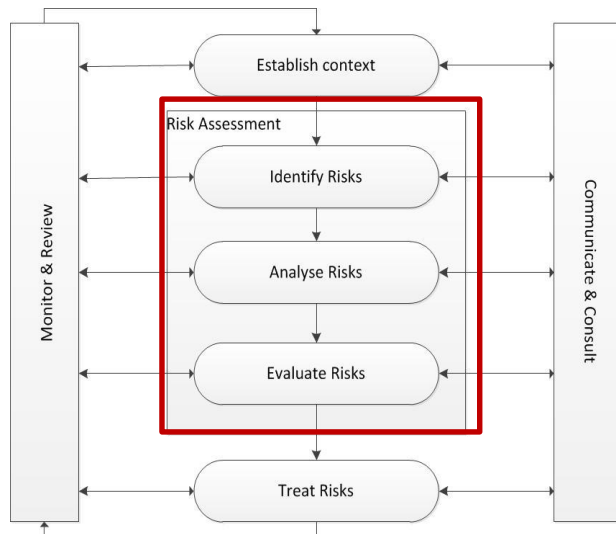 Establish context
Risk Assessment
Identify Risks
Analyse Risks
Evaluate Risks
Treat Risks
Monitor & Review
Communicate & Consult